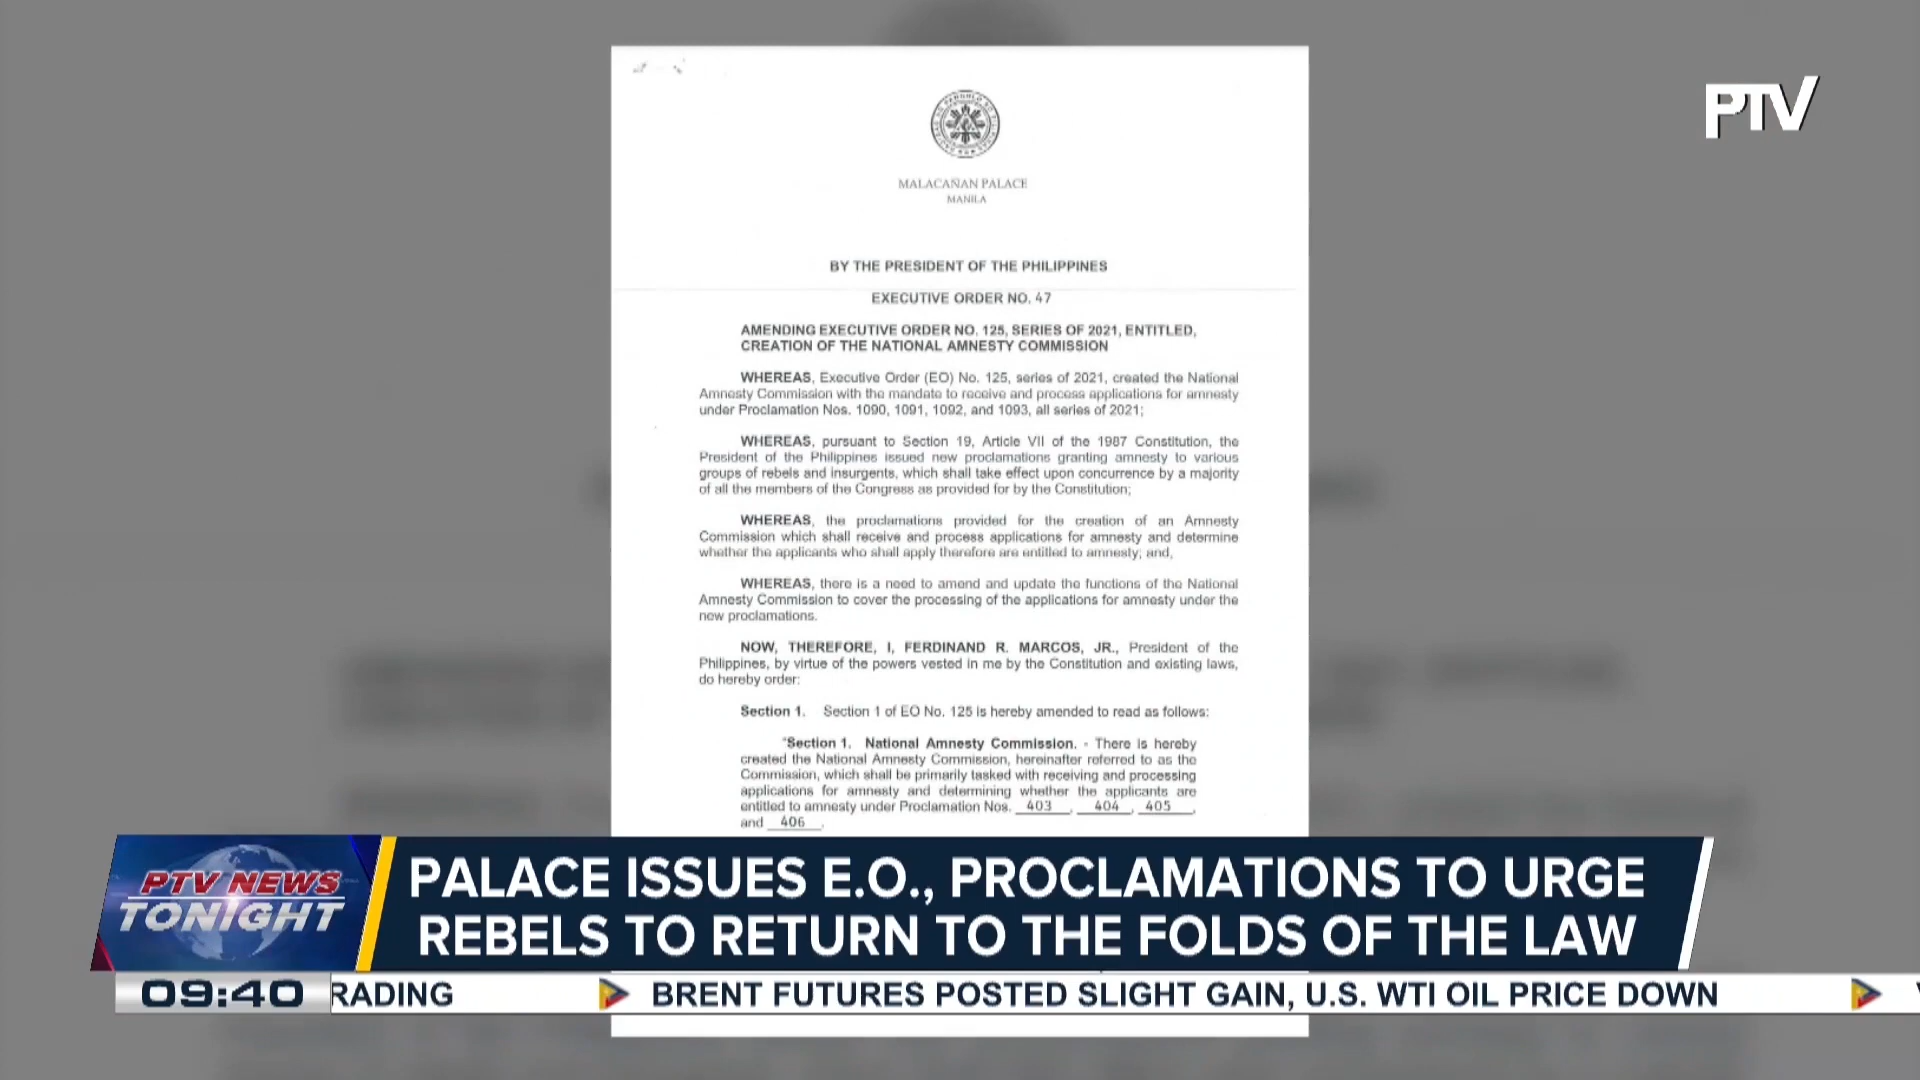 PTV
MALACAÑAN PALACE
MANILA
BY THE PRESIDENT OF THE PHILIPPINES
EXECUTIVE ORDER NO. 47
AMENDING EXECUTIVE ORDER NO. 125, SERIES OF 2021, ENTITLED,
CREATION OF THE NATIONAL AMNESTY COMMISSION
WHEREAS, Executive Order (EO) No. 125, series of 2021, created the National
Amnesty Commission with the mandate to receive and process applications for amnesty
under Proclamation Nos. 1090, 1091, 1092, and 1093, all series of 2021;
WHEREAS, pursuant to Section 19, Article VII of the 1987 Constitution, the
President of the Philippines issued new proclamations granting amnesty to various
groups of rebels and insurgents, which shall take effect upon concurrence by a majority
of all the members of the Congress as provided for by the Constitution;
WHEREAS, the proclamations provided for the creation of an Amnesty
Commission which shall receive and process applications for amnesty and determine
whether the applicants who shall apply therefore are entitled to amnesty; and,
WHEREAS, there is a need to amend and update the functions of the National
Amnesty Commission to cover the processing of the applications for amnesty under the
new proclamations.
NOW, THEREFORE, I, FERDINAND R. MARCOS, JR., President of the
Philippines, by virtue of the powers vested in me by the Constitution and existing laws,
do hereby order:
Section 1. Section 1 of EO No. 125 is hereby amended to read as follows:
"Section 1. National Amnesty Commission. - There is hereby
created the National Amnesty Commission, hereinafter referred to as the
Commission, which shall be primarily tasked with receiving and processing
applications for amnesty and determining whether the applicants are
entitled to amnesty under Proclamation Nos. 403, 404, 405,
and 406.
PTV NEWS
TONIGHT
PALACE ISSUES E.O., PROCLAMATIONS TO URGE
REBELS TO RETURN TO THE FOLDS OF THE LAW
09:40 RADING BRENT FUTURES POSTED SLIGHT GAIN, U.S. WTI OIL PRICE DOWN